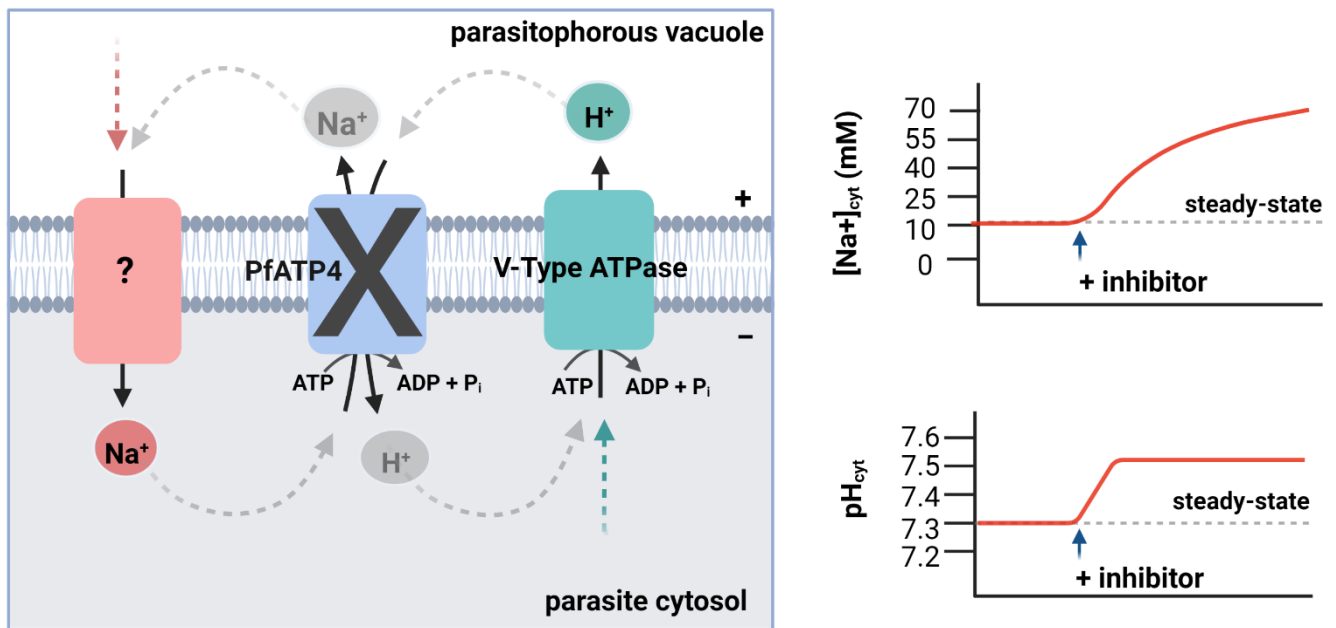 parasitophorous vacuole
Na⁺
H⁺
+
?
PfATP4
X
V-Type ATPase
−
ATP
ADP + Pᵢ
ATP
ADP + Pᵢ
Na⁺
H⁺
parasite cytosol
[Na+]cyt (mM)
70
55
40
25
10
0
steady-state
+ inhibitor
pHcyt
7.6
7.5
7.4
7.3
7.2
steady-state
+ inhibitor